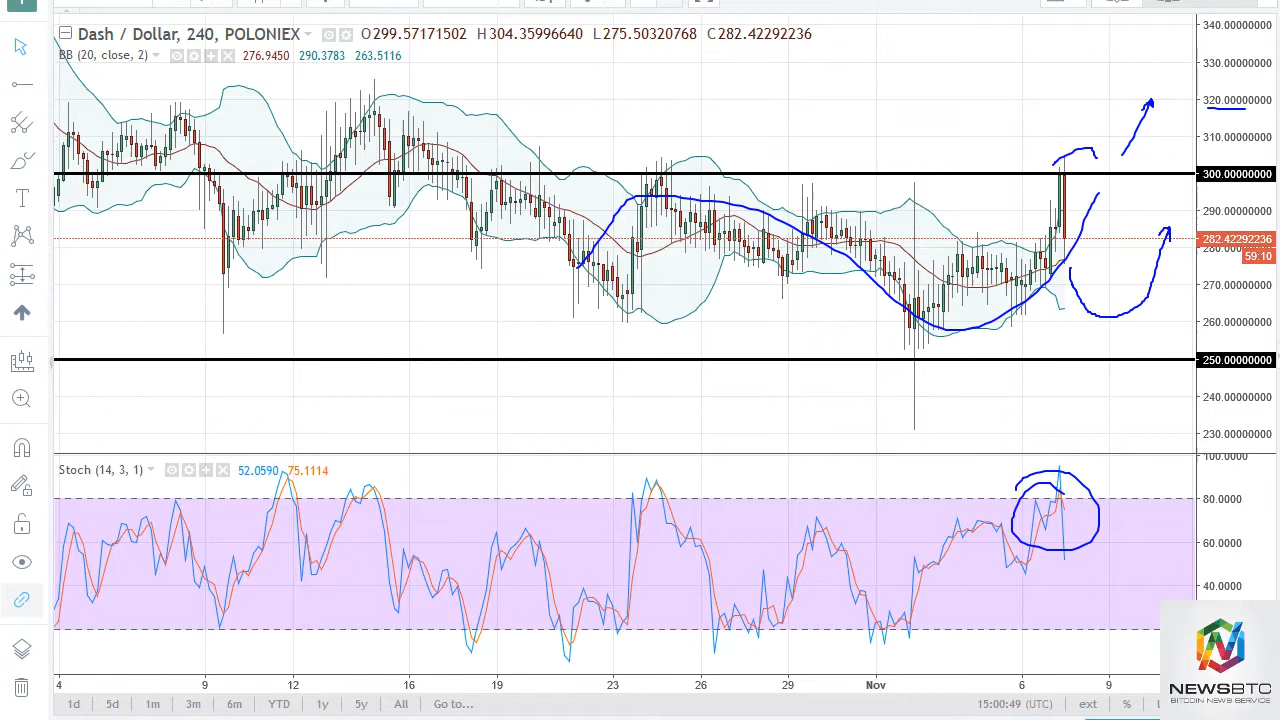 Dash / Dollar, 240, POLONIEX O299.57171502 H304.35996640 L275.50320768 C282.42292236
BB (20, close, 2) 276.9450 290.3783 263.5116
340.00000000
330.00000000
320.00000000
310.00000000
300.00000000
290.00000000
282.42292236
280.00000000
59:10
270.00000000
260.00000000
250.00000000
240.00000000
230.00000000
Stoch (14, 3, 1) 52.0590 75.1114
100.0000
80.0000
60.0000
40.0000
4 9 12 16 19 23 26 29 Nov 6 9
1d 5d 1m 3m 6m YTD 1y 5y All Go to... 15:00:49 (UTC) ext %
NEWSBTC
BITCOIN NEWS SERVICE